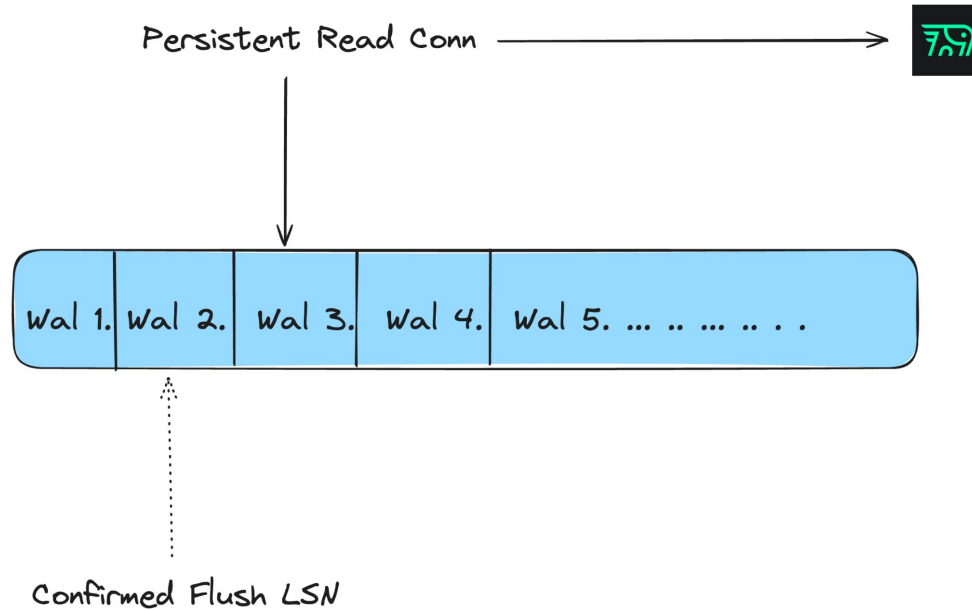 Persistent Read Conn
Wal 1. Wal 2. Wal 3. Wal 4. Wal 5. ... .. ... .. . .
Confirmed Flush LSN